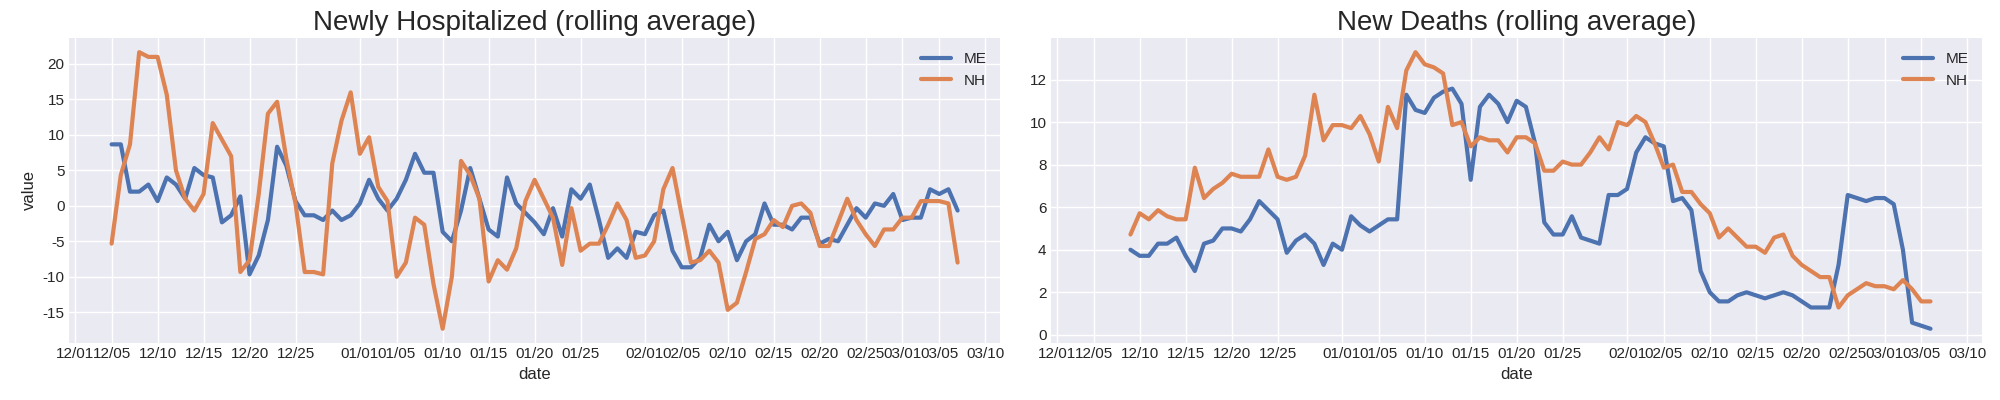 Newly Hospitalized (rolling average)
ME
NH
20
15
10
5
0
-5
-10
-15
value
12/01 12/05 12/10 12/15 12/20 12/25 01/01 01/05 01/10 01/15 01/20 01/25 02/01 02/05 02/10 02/15 02/20 02/25 03/01 03/05 03/10
date
New Deaths (rolling average)
ME
NH
12
10
8
6
4
2
0
12/01 12/05 12/10 12/15 12/20 12/25 01/01 01/05 01/10 01/15 01/20 01/25 02/01 02/05 02/10 02/15 02/20 02/25 03/01 03/05 03/10
date